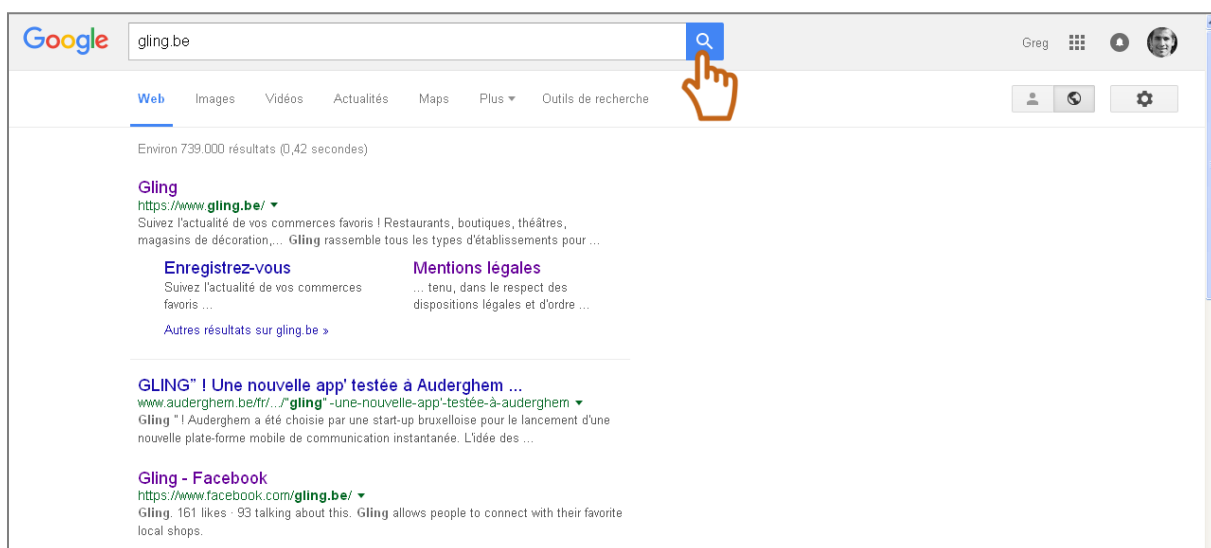 Google
gling.be
Greg
Web Images Vidéos Actualités Maps Plus Outils de recherche
Environ 739.000 résultats (0,42 secondes)
Gling
https://www.gling.be/
Suivez l'actualité de vos commerces favoris ! Restaurants, boutiques, théâtres,
magasins de décoration,... Gling rassemble tous les types d'établissements pour ...
Enregistrez-vous
Suivez l'actualité de vos commerces
favoris ...
Mentions légales
... tenu, dans le respect des
dispositions légales et d'ordre ...
Autres résultats sur gling.be »
GLING" ! Une nouvelle app' testée à Auderghem ...
www.auderghem.be/fr/.../"gling"-une-nouvelle-app'-testée-à-auderghem
Gling " ! Auderghem a été choisie par une start-up bruxelloise pour le lancement d'une
nouvelle plate-forme mobile de communication instantanée. L'idée des ...
Gling - Facebook
https://www.facebook.com/gling.be/
Gling. 161 likes · 93 talking about this. Gling allows people to connect with their favorite
local shops.